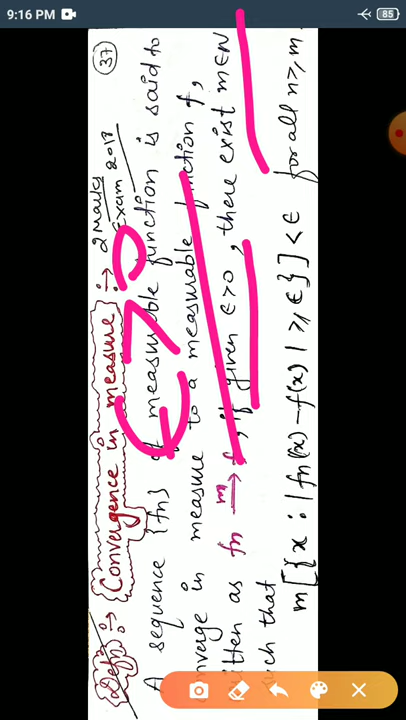 9:16 PM
85
37
Defn :→ {Convergence in measure} :→ 2 Marks
Exam 2018
A sequence {fn} of measurable function is said to
converge in measure to a measurable function f,
written as fn →m f, if given ε>0, there exist m∈N
such that
m[{x : |fn(x) - f(x)| ≥ ε}] < ε for all n ≥ m.